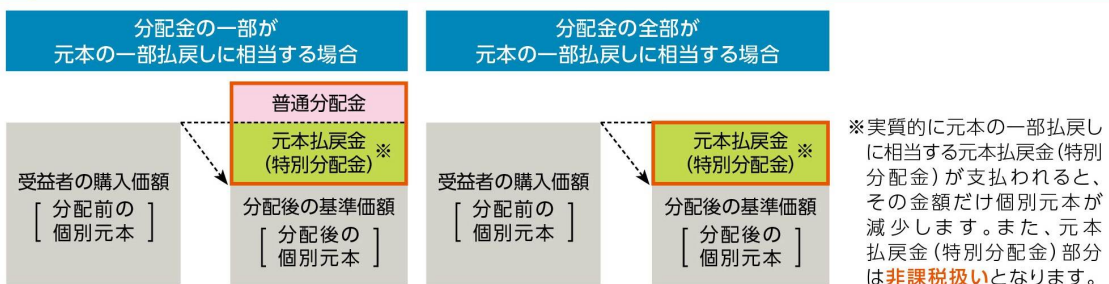 分配金の一部が
元本の一部払戻しに相当する場合
普通分配金
元本払戻金
(特別分配金)※
受益者の購入価額
[分配前の
個別元本]
分配後の基準価額
[分配後の
個別元本]
分配金の全部が
元本の一部払戻しに相当する場合
元本払戻金
(特別分配金)※
受益者の購入価額
[分配前の
個別元本]
分配後の基準価額
[分配後の
個別元本]
※実質的に元本の一部払戻し
に相当する元本払戻金(特別
分配金)が支払われると、
その金額だけ個別元本が
減少します。また、元本
払戻金(特別分配金)部分
は非課税扱いとなります。